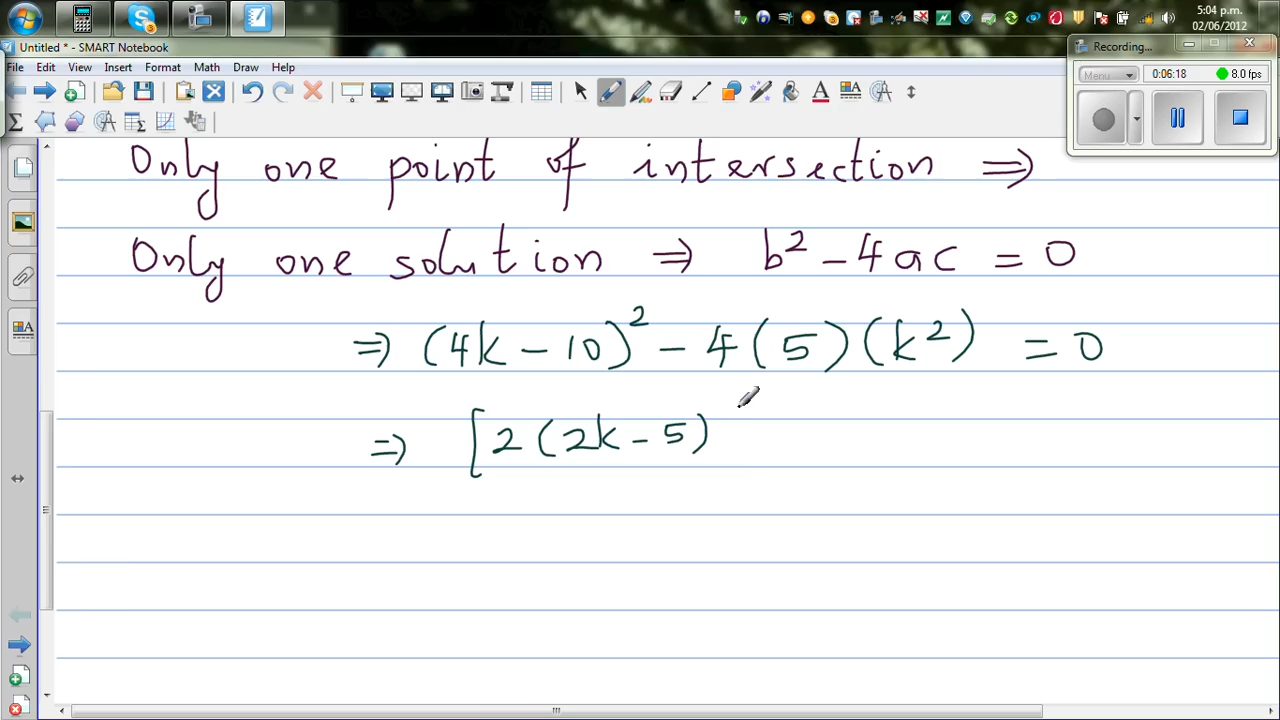 5:04 p.m.
02/06/2012
Untitled * - SMART Notebook
Recording...
File Edit View Insert Format Math Draw Help
Menu 0:06:18 8.0 fps
Only one point of intersection ⇒
Only one solution ⇒ b² - 4ac = 0
⇒ (4k - 10)² - 4(5)(k²) = 0
⇒ [2(2k - 5)